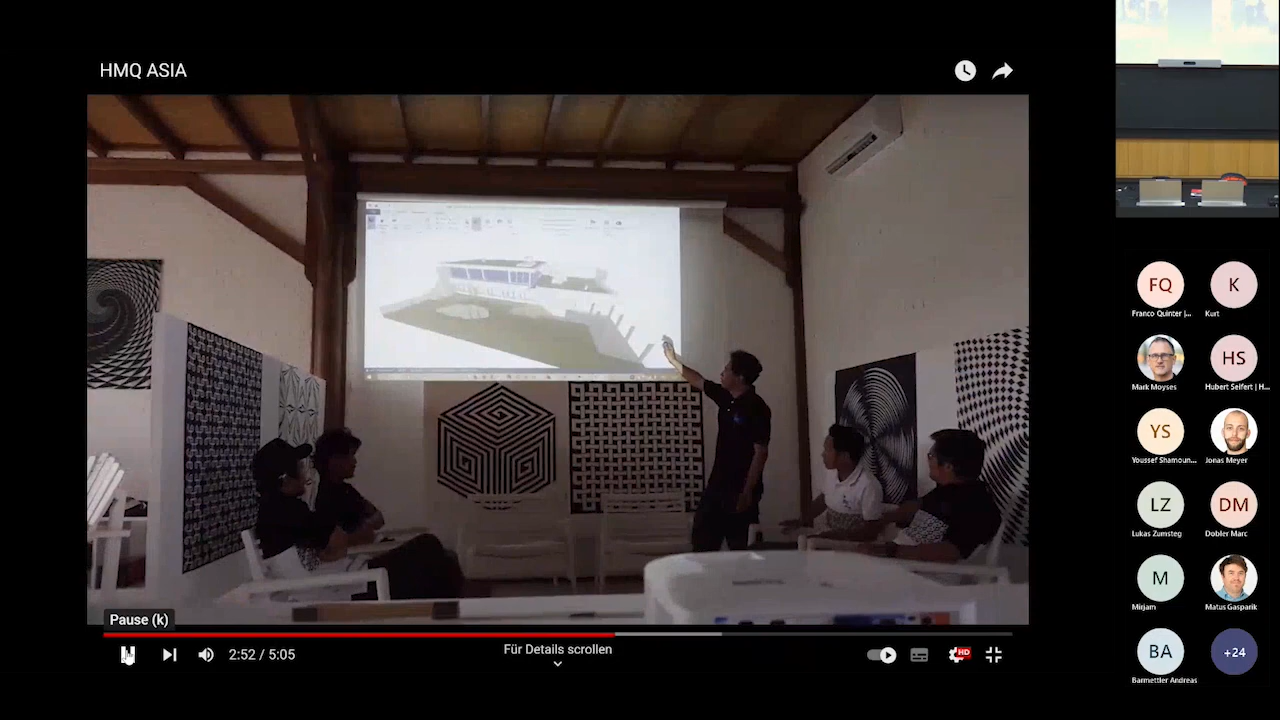 HMQ ASIA
Pause (k)
2:52 / 5:05
Für Details scrollen
HD
FQ
Franco Quinter |...
K
Kurt
Mark Moyses
HS
Hubert Seifert | H...
YS
Youssef Shamoun...
Jonas Meyer
LZ
Lukas Zumsteg
DM
Dobler Marc
M
Mirjam
Matus Gasparik
BA
Barmettler Andreas
+24